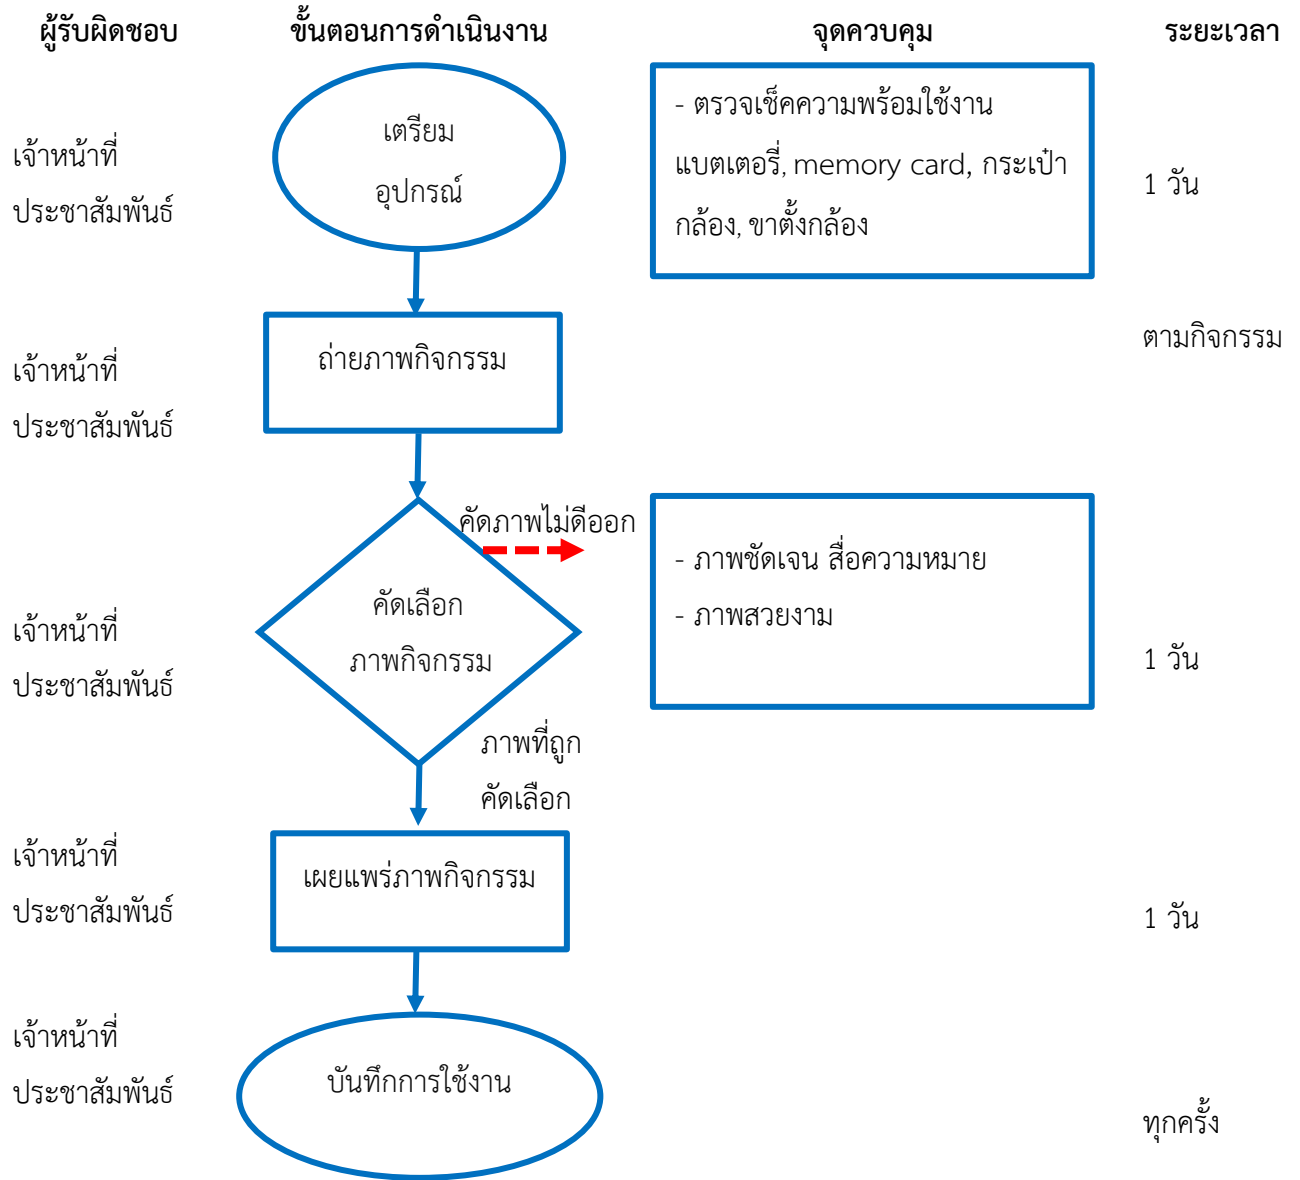 ผู้รับผิดชอบ ขั้นตอนการดำเนินงาน จุดควบคุม ระยะเวลา
เจ้าหน้าที่
ประชาสัมพันธ์
เตรียม
อุปกรณ์
- ตรวจเช็คความพร้อมใช้งาน
แบตเตอรี่, memory card, กระเป๋า
กล้อง, ขาตั้งกล้อง
1 วัน
เจ้าหน้าที่
ประชาสัมพันธ์
ถ่ายภาพกิจกรรม
ตามกิจกรรม
คัดภาพไม่ดีออก
เจ้าหน้าที่
ประชาสัมพันธ์
คัดเลือก
ภาพกิจกรรม
- ภาพชัดเจน สื่อความหมาย
- ภาพสวยงาม
1 วัน
ภาพที่ถูก
คัดเลือก
เจ้าหน้าที่
ประชาสัมพันธ์
เผยแพร่ภาพกิจกรรม
1 วัน
เจ้าหน้าที่
ประชาสัมพันธ์
บันทึกการใช้งาน
ทุกครั้ง